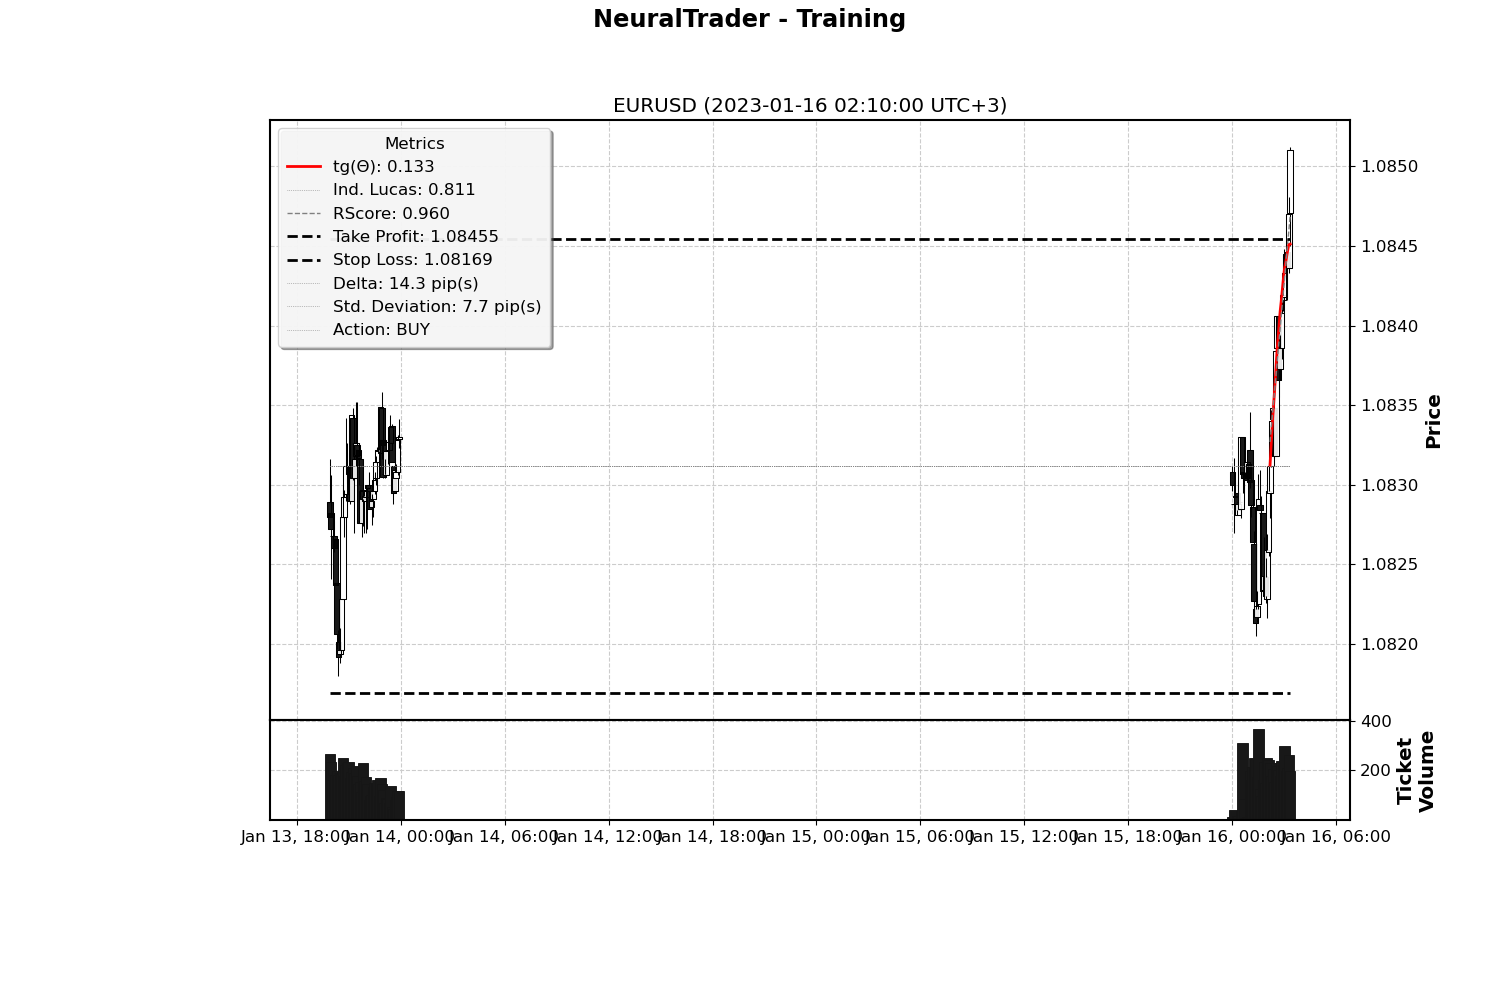 NeuralTrader - Training
EURUSD (2023-01-16 02:10:00 UTC+3)
Metrics
tg(Θ): 0.133
Ind. Lucas: 0.811
RScore: 0.960
Take Profit: 1.08455
Stop Loss: 1.08169
Delta: 14.3 pip(s)
Std. Deviation: 7.7 pip(s)
Action: BUY
1.0850
1.0845
1.0840
1.0835
1.0830
1.0825
1.0820
Price
400
200
Ticket
Volume
Jan 13, 18:00
Jan 14, 00:00
Jan 14, 06:00
Jan 14, 12:00
Jan 14, 18:00
Jan 15, 00:00
Jan 15, 06:00
Jan 15, 12:00
Jan 15, 18:00
Jan 16, 00:00
Jan 16, 06:00